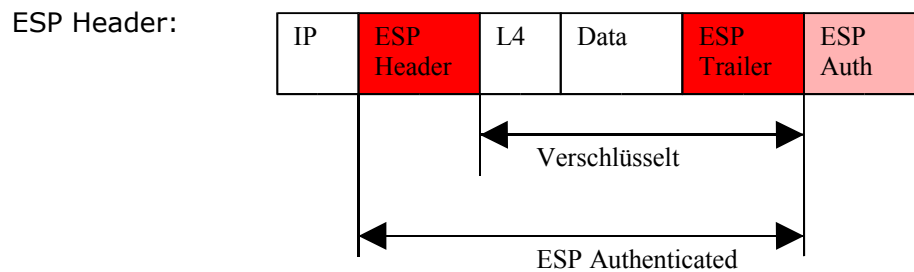 ESP Header:
IP
ESP
Header
L4
Data
ESP
Trailer
ESP
Auth
Verschlüsselt
ESP Authenticated